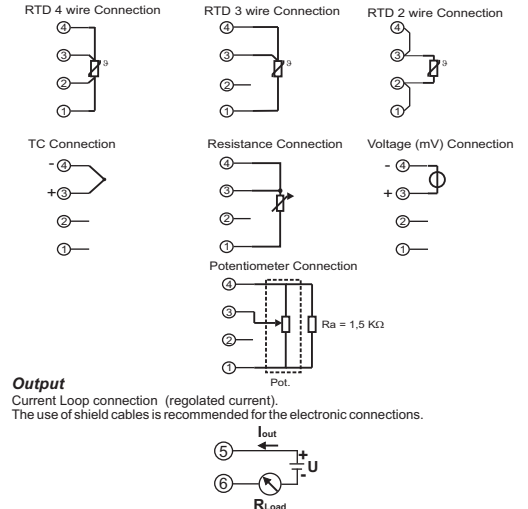 RTD 4 wire Connection
RTD 3 wire Connection
RTD 2 wire Connection
4
3
2
1
ϑ
4
3
2
1
ϑ
4
3
2
1
ϑ
TC Connection
Resistance Connection
Voltage (mV) Connection
- 4
+ 3
2
1
4
3
2
1
- 4
+ 3
2
1
Potentiometer Connection
4
3
2
1
Ra = 1,5 KΩ
Pot.
Output
Current Loop connection (regolated current).
The use of shield cables is recommended for the electronic connections.
Iout
5
+
U
-
6
RLoad